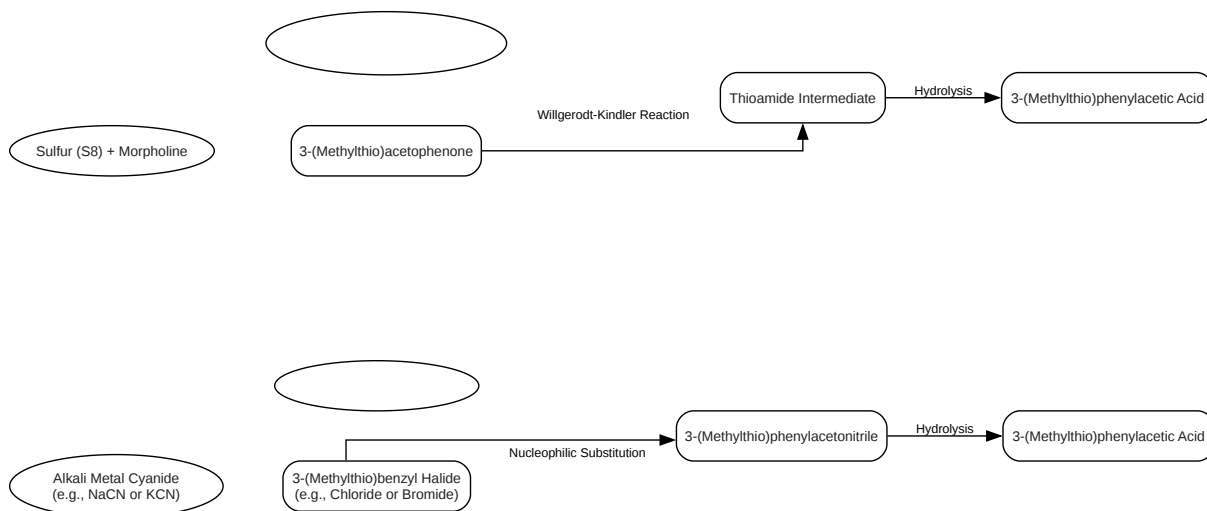 Willgerodt-Kindler Reaction
Thioamide Intermediate
Hydrolysis
3-(Methylthio)phenylacetic Acid
Sulfur (S8) + Morpholine
3-(Methylthio)acetophenone
Alkali Metal Cyanide
(e.g., NaCN or KCN)
3-(Methylthio)benzyl Halide
(e.g., Chloride or Bromide)
Nucleophilic Substitution
3-(Methylthio)phenylacetonitrile
Hydrolysis
3-(Methylthio)phenylacetic Acid